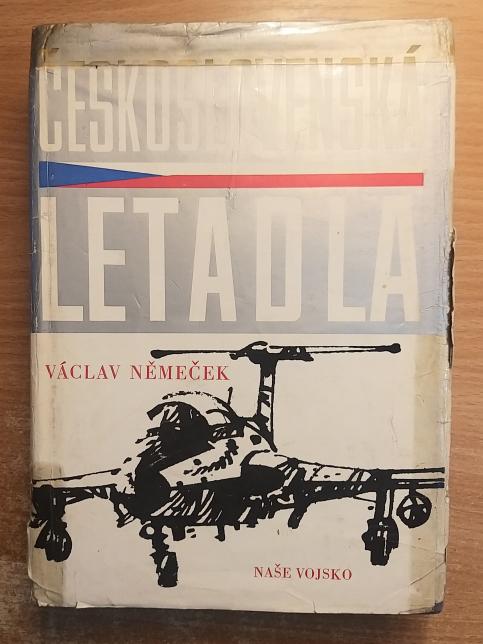 ČESKOSLOVENSKÁ
LETADLA
VÁCLAV NĚMEČEK
NAŠE VOJSKO